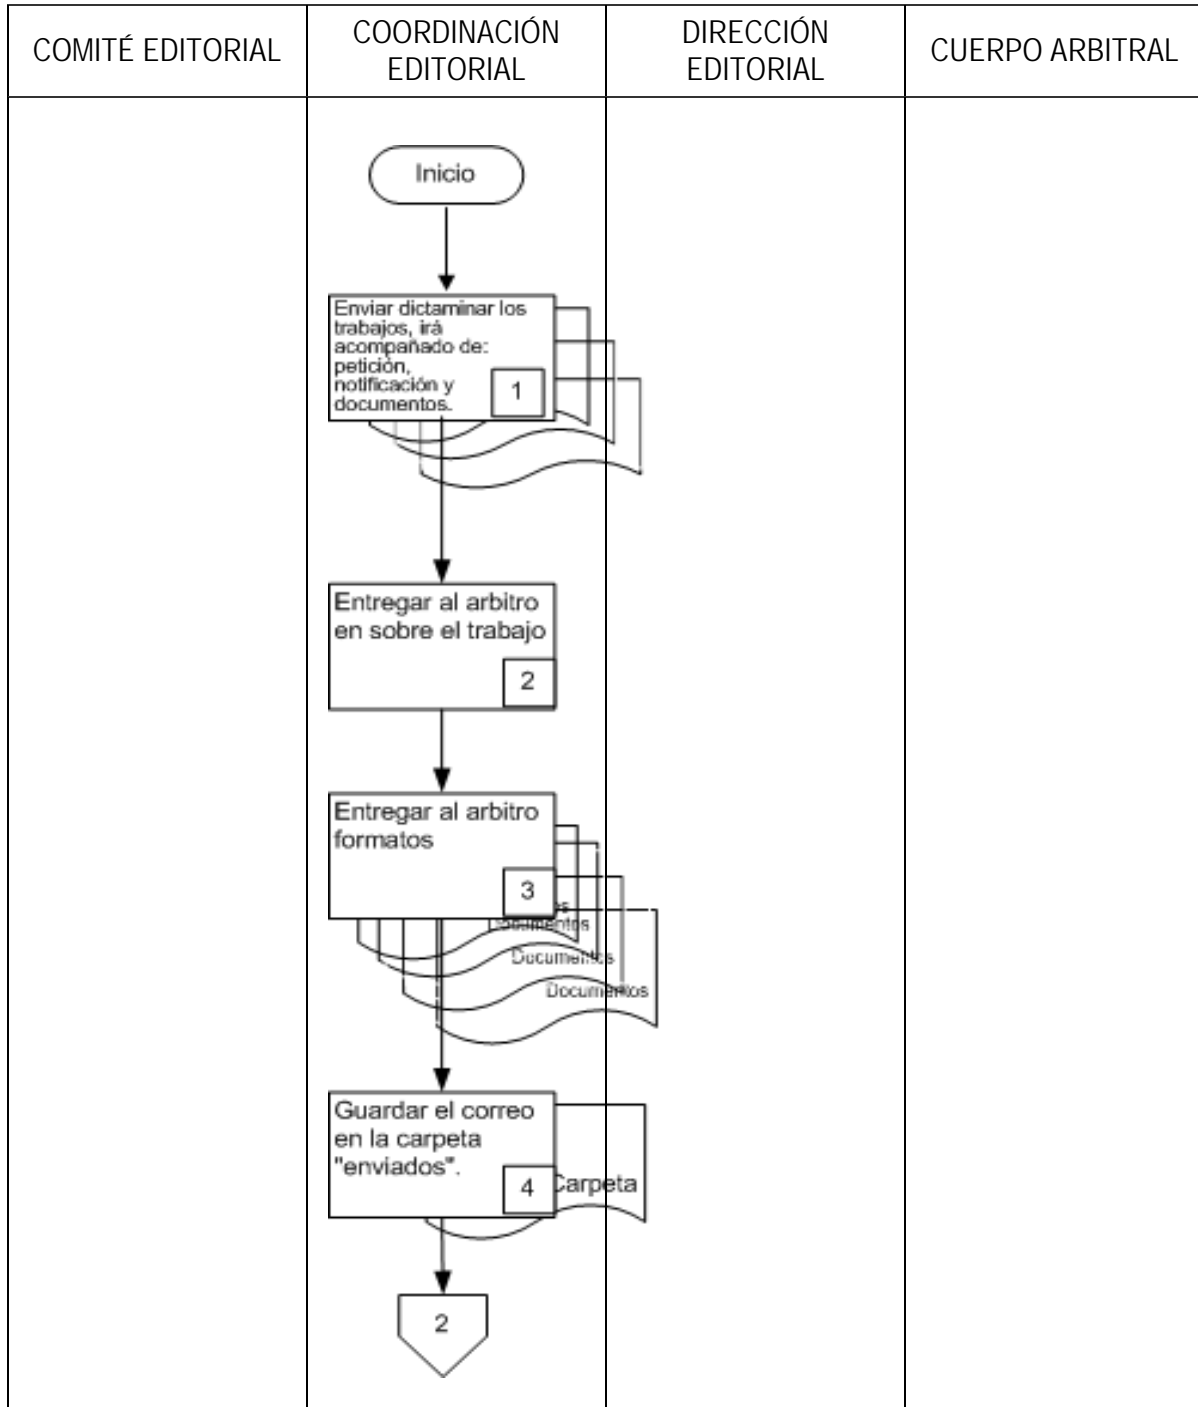 COMITÉ EDITORIAL
COORDINACIÓN
EDITORIAL
DIRECCIÓN
EDITORIAL
CUERPO ARBITRAL
Inicio
Enviar dictaminar los
trabajos, irá
acompañado de:
petición,
notificación y
documentos.
1
Entregar al arbitro
en sobre el trabajo
2
Entregar al arbitro
formatos
3
Documentos
Documentos
Documentos
Guardar el correo
en la carpeta
"enviados".
4
Carpeta
2